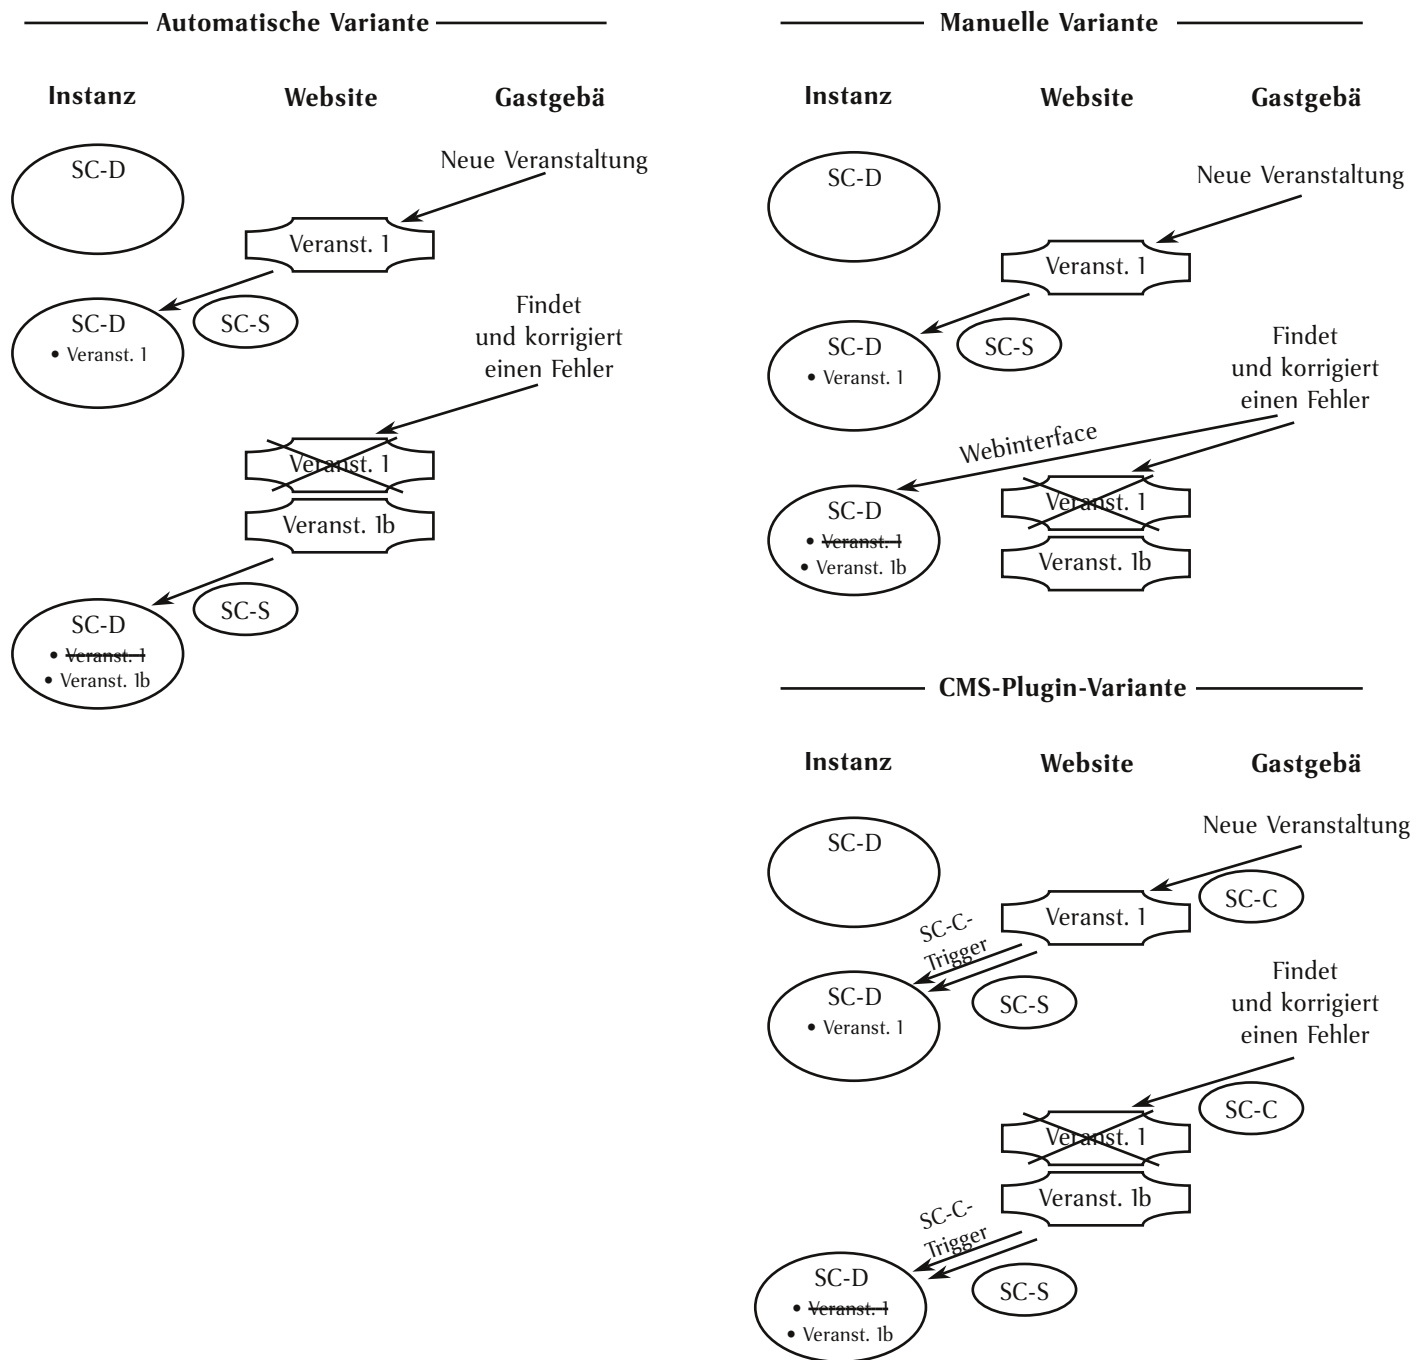 Automatische Variante
Instanz Website Gastgebä
SC-D
Neue Veranstaltung
Veranst. 1
SC-S
SC-D
• Veranst. 1
Findet
und korrigiert
einen Fehler
Veranst. 1
Veranst. 1b
SC-S
SC-D
• Veranst. 1
• Veranst. 1b
Manuelle Variante
Instanz Website Gastgebä
SC-D
Neue Veranstaltung
Veranst. 1
SC-S
SC-D
• Veranst. 1
Findet
und korrigiert
einen Fehler
Webinterface
Veranst. 1
Veranst. 1b
SC-D
• Veranst. 1
• Veranst. 1b
CMS-Plugin-Variante
Instanz Website Gastgebä
SC-D
Neue Veranstaltung
SC-C
Veranst. 1
SC-C-
Trigger
SC-S
SC-D
• Veranst. 1
Findet
und korrigiert
einen Fehler
SC-C
Veranst. 1
Veranst. 1b
SC-C-
Trigger
SC-S
SC-D
• Veranst. 1
• Veranst. 1b